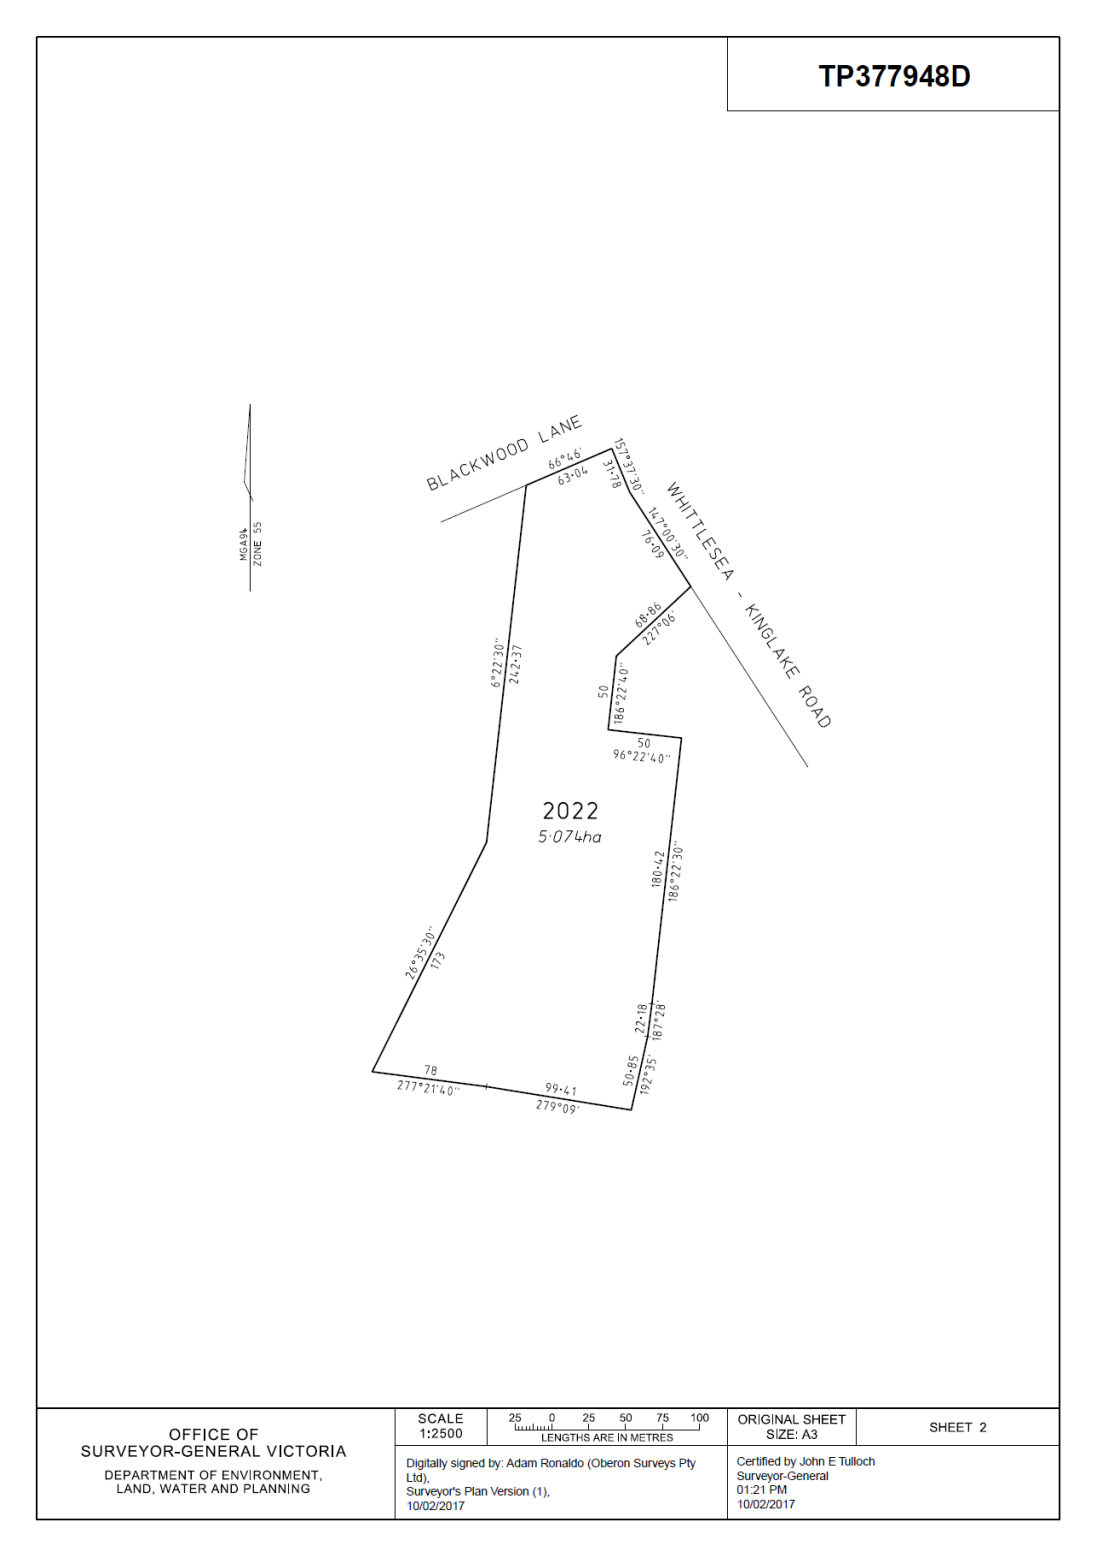 TP377948D
BLACKWOOD LANE
66°46'
63·04
157°37'30"
31·78
WHITTLESEA - KINGLAKE ROAD
147°00'30"
76·09
MGA94
ZONE 55
68·86
227°06'
6°22'30"
242·37
50
186°22'40"
50
96°22'40"
2022
5·074ha
180·42
186°22'30"
26°35'30"
173
22·18
187°28'
50·85
192°35'
78
277°21'40"
99·41
279°09'
OFFICE OF
SURVEYOR-GENERAL VICTORIA
DEPARTMENT OF ENVIRONMENT,
LAND, WATER AND PLANNING
SCALE
1:2500
25 0 25 50 75 100
LENGTHS ARE IN METRES
ORIGINAL SHEET
SIZE: A3
SHEET 2
Digitally signed by: Adam Ronaldo (Oberon Surveys Pty
Ltd),
Surveyor's Plan Version (1),
10/02/2017
Certified by John E Tulloch
Surveyor-General
01:21 PM
10/02/2017